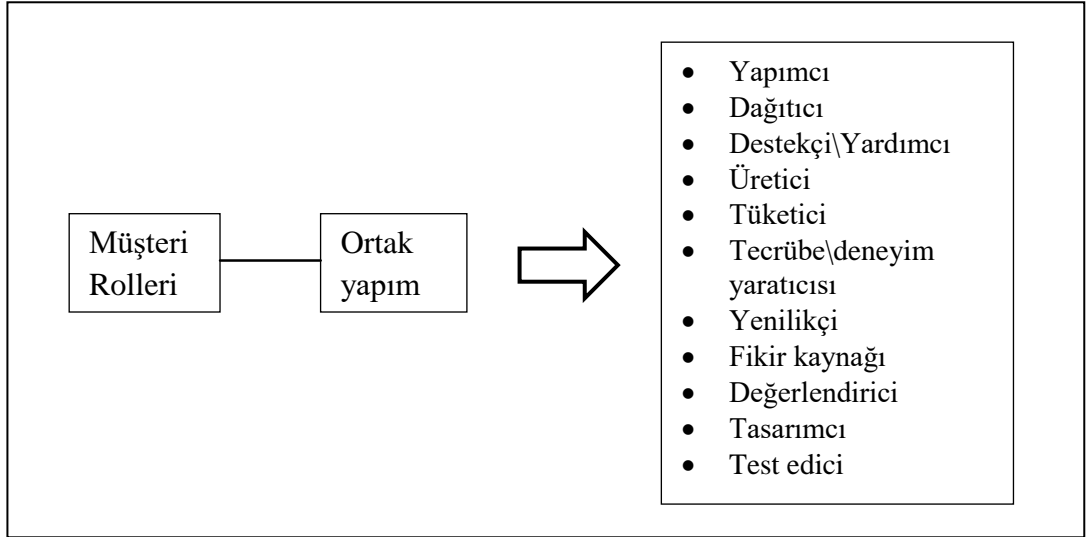 Müşteri
Rolleri
Ortak
yapım
• Yapımcı
• Dağıtıcı
• Destekçi\Yardımcı
• Üretici
• Tüketici
• Tecrübe\deneyim
yaratıcısı
• Yenilikçi
• Fikir kaynağı
• Değerlendirici
• Tasarımcı
• Test edici